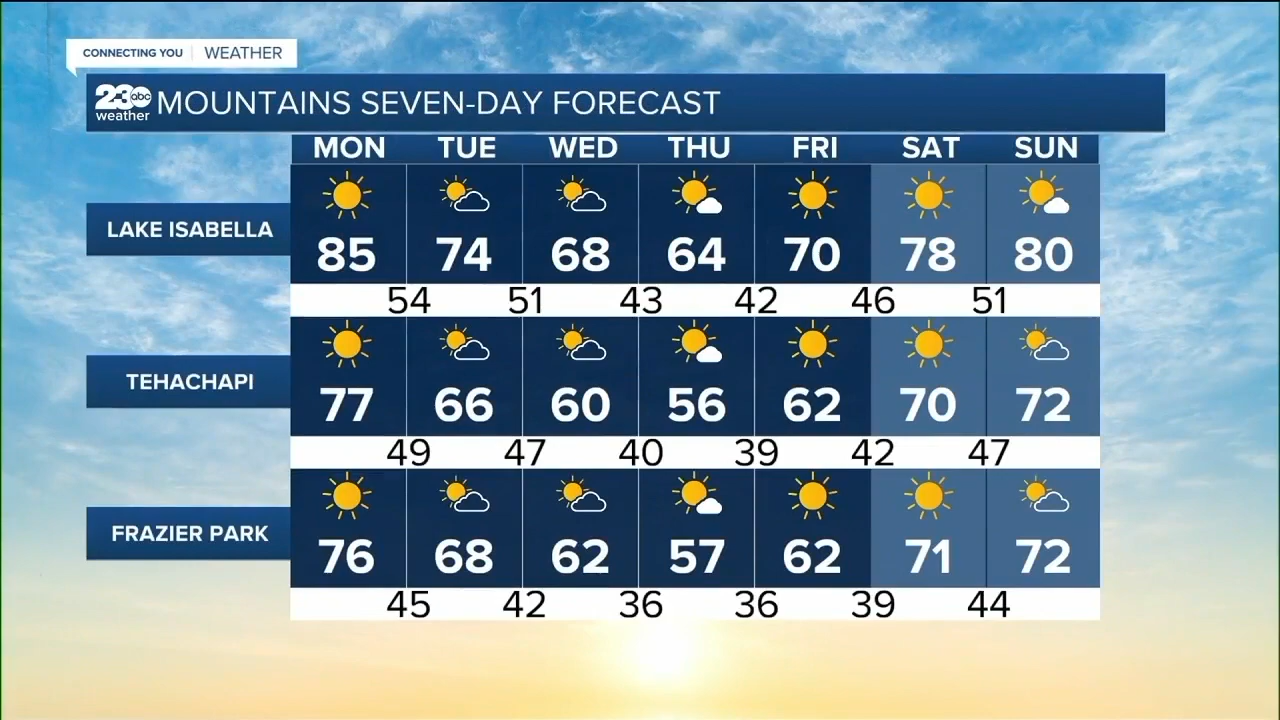 CONNECTING YOU | WEATHER
23 abc
weather
MOUNTAINS SEVEN-DAY FORECAST
MON TUE WED THU FRI SAT SUN
LAKE ISABELLA
85 74 68 64 70 78 80
54 51 43 42 46 51
TEHACHAPI
77 66 60 56 62 70 72
49 47 40 39 42 47
FRAZIER PARK
76 68 62 57 62 71 72
45 42 36 36 39 44